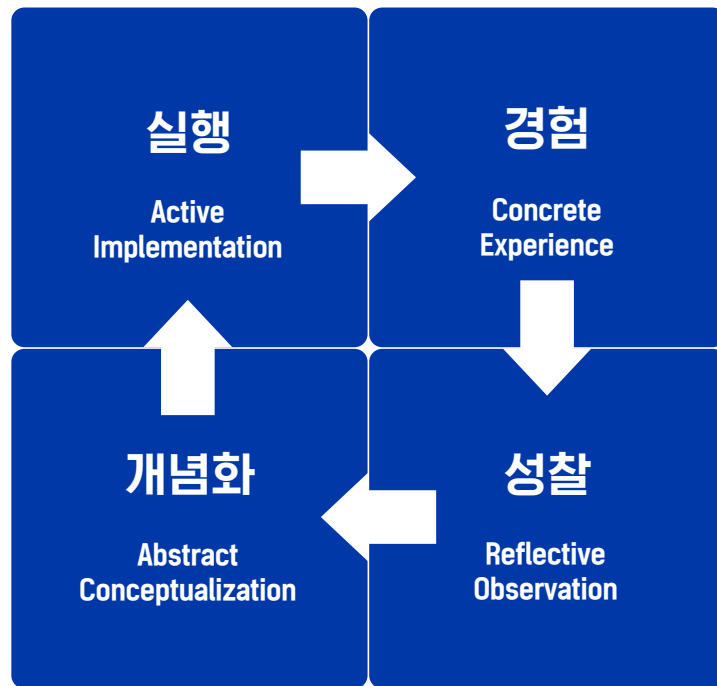 실행
Active
Implementation
경험
Concrete
Experience
개념화
Abstract
Conceptualization
성찰
Reflective
Observation